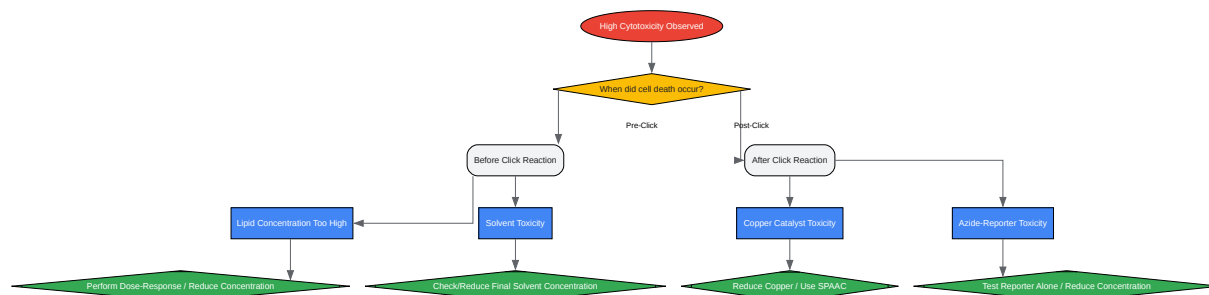 High Cytotoxicity Observed
When did cell death occur?
Pre-Click
Post-Click
Before Click Reaction
After Click Reaction
Lipid Concentration Too High
Solvent Toxicity
Copper Catalyst Toxicity
Azide-Reporter Toxicity
Perform Dose-Response / Reduce Concentration
Check/Reduce Final Solvent Concentration
Reduce Copper / Use SPAAC
Test Reporter Alone / Reduce Concentration